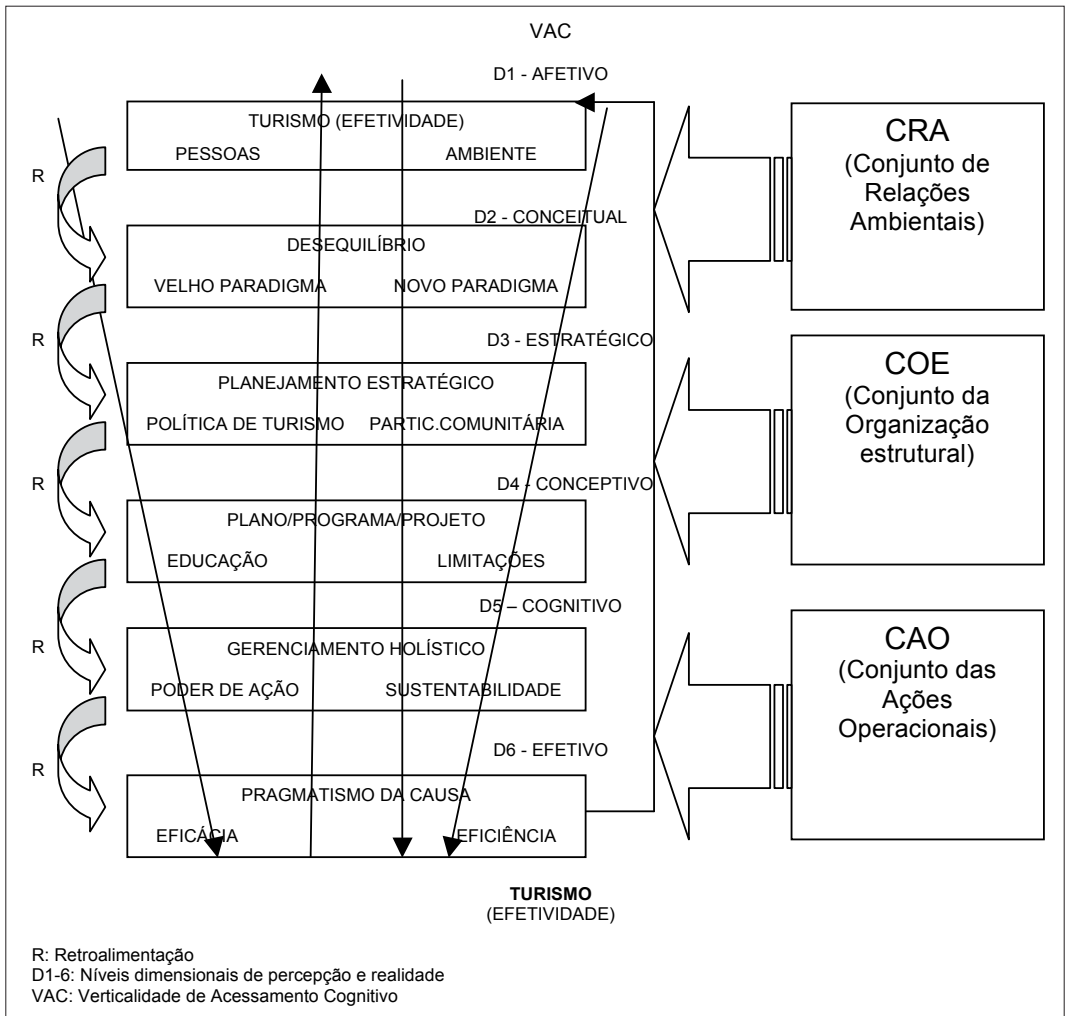 VAC
D1 - AFETIVO
TURISMO (EFETIVIDADE)
PESSOAS AMBIENTE
R
D2 - CONCEITUAL
DESEQUILÍBRIO
VELHO PARADIGMA NOVO PARADIGMA
R
D3 - ESTRATÉGICO
PLANEJAMENTO ESTRATÉGICO
POLÍTICA DE TURISMO PARTIC.COMUNITÁRIA
R
D4 - CONCEPTIVO
PLANO/PROGRAMA/PROJETO
EDUCAÇÃO LIMITAÇÕES
D5 – COGNITIVO
R
GERENCIAMENTO HOLÍSTICO
PODER DE AÇÃO SUSTENTABILIDADE
D6 - EFETIVO
R
PRAGMATISMO DA CAUSA
EFICÁCIA EFICIÊNCIA
TURISMO
(EFETIVIDADE)
CRA
(Conjunto de
Relações
Ambientais)
COE
(Conjunto da
Organização
estrutural)
CAO
(Conjunto das
Ações
Operacionais)
R: Retroalimentação
D1-6: Níveis dimensionais de percepção e realidade
VAC: Verticalidade de Acessamento Cognitivo